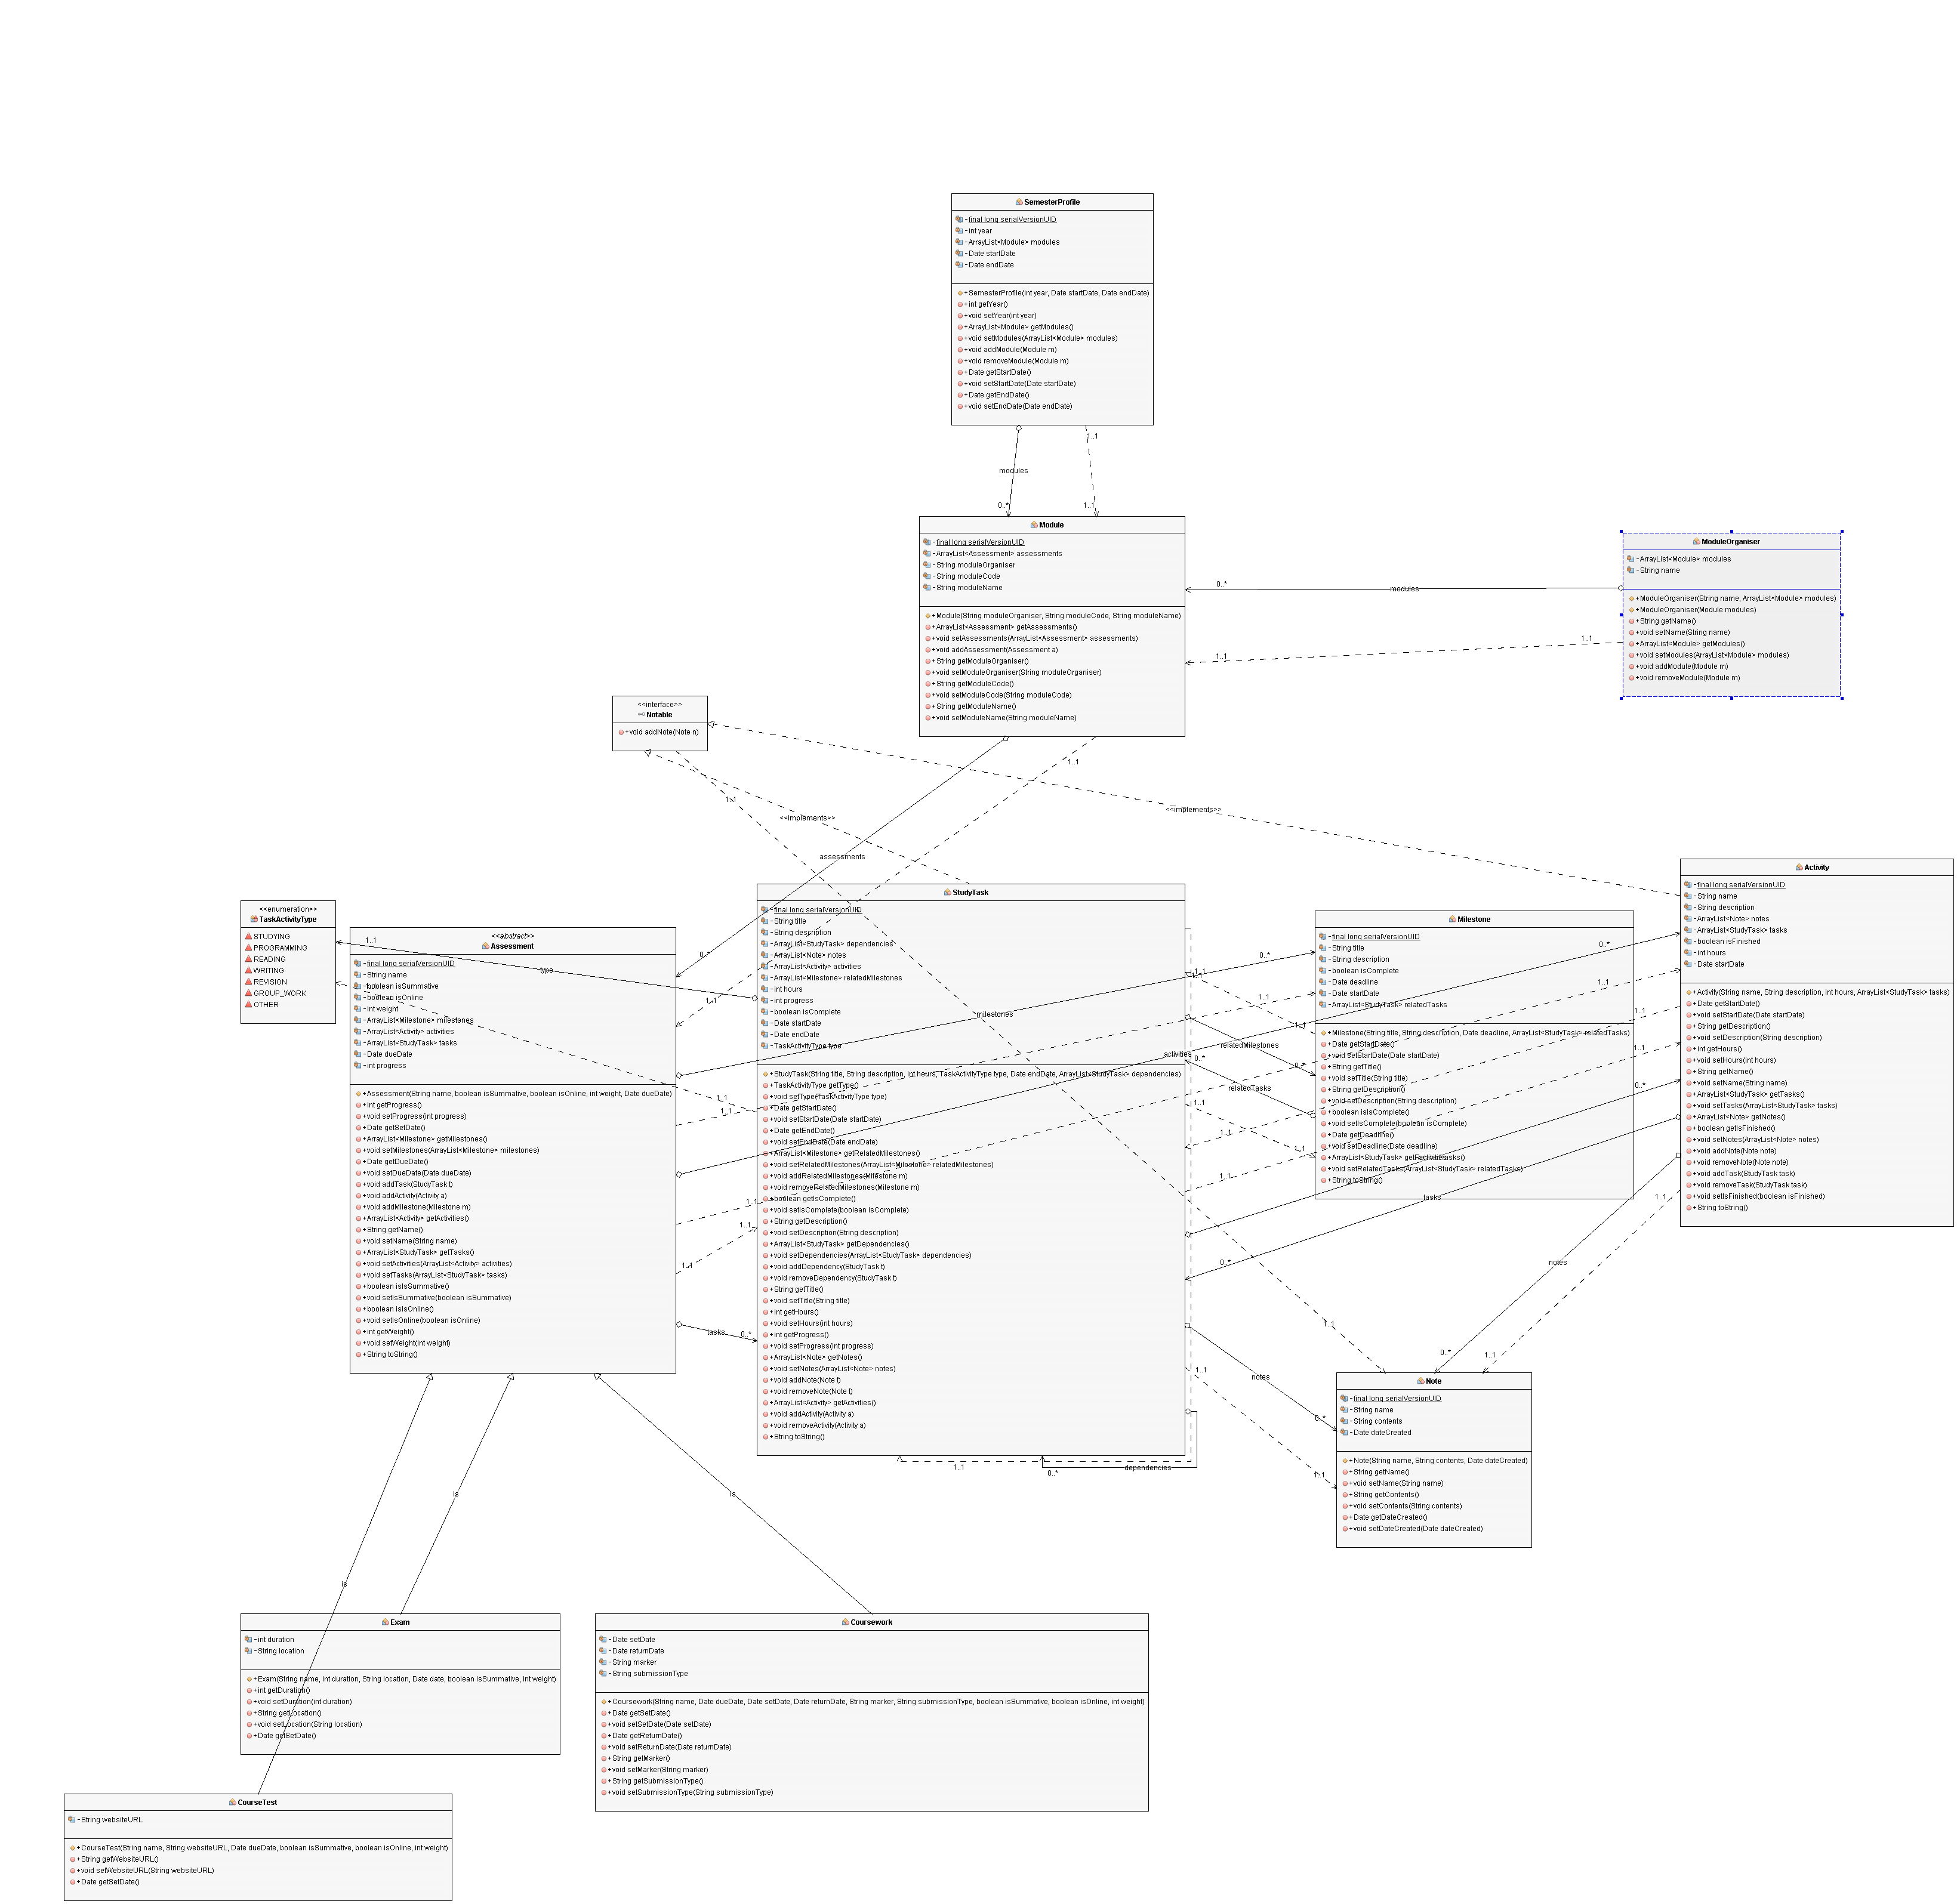 SemesterProfile
-final long serialVersionUID
-int year
-ArrayList<Module> modules
-Date startDate
-Date endDate
+SemesterProfile(int year, Date startDate, Date endDate)
+int getYear()
+void setYear(int year)
+ArrayList<Module> getModules()
+void setModules(ArrayList<Module> modules)
+void addModule(Module m)
+void removeModule(Module m)
+Date getStartDate()
+void setStartDate(Date startDate)
+Date getEndDate()
+void setEndDate(Date endDate)
1..1
modules
0..*
1..1
Module
-final long serialVersionUID
-ArrayList<Assessment> assessments
-String moduleOrganiser
-String moduleCode
-String moduleName
+Module(String moduleOrganiser, String moduleCode, String moduleName)
+ArrayList<Assessment> getAssessments()
+void setAssessments(ArrayList<Assessment> assessments)
+void addAssessment(Assessment a)
+String getModuleOrganiser()
+void setModuleOrganiser(String moduleOrganiser)
+String getModuleCode()
+void setModuleCode(String moduleCode)
+String getModuleName()
+void setModuleName(String moduleName)
0..*
modules
1..1
1..1
ModuleOrganiser
-ArrayList<Module> modules
-String name
+ModuleOrganiser(String name, ArrayList<Module> modules)
+ModuleOrganiser(Module modules)
+String getName()
+void setName(String name)
+ArrayList<Module> getModules()
+void setModules(ArrayList<Module> modules)
+void addModule(Module m)
+void removeModule(Module m)
<<interface>>
Notable
+void addNote(Note n)
1..1
1..1
<<implements>>
<<implements>>
assessments
0..*
1..1
<<enumeration>>
TaskActivityType
STUDYING
PROGRAMMING
READING
WRITING
REVISION
GROUP_WORK
OTHER
1..1
type
<<abstract>>
Assessment
-final long serialVersionUID
-String name
-boolean isSummative
-boolean isOnline
-int weight
-ArrayList<Milestone> milestones
-ArrayList<Activity> activities
-ArrayList<StudyTask> tasks
-Date dueDate
-int progress
+Assessment(String name, boolean isSummative, boolean isOnline, int weight, Date dueDate)
+int getProgress()
+void setProgress(int progress)
+Date getSetDate()
+ArrayList<Milestone> getMilestones()
+void setMilestones(ArrayList<Milestone> milestones)
+Date getDueDate()
+void setDueDate(Date dueDate)
+void addTask(StudyTask t)
+void addActivity(Activity a)
+void addMilestone(Milestone m)
+ArrayList<Activity> getActivities()
+String getName()
+void setName(String name)
+ArrayList<StudyTask> getTasks()
+void setActivities(ArrayList<Activity> activities)
+void setTasks(ArrayList<StudyTask> tasks)
+boolean isIsSummative()
+void setIsSummative(boolean isSummative)
+boolean isIsOnline()
+void setIsOnline(boolean isOnline)
+int getWeight()
+void setWeight(int weight)
+String toString()
1..1
1..1
1..1
1..1
1..1
tasks
0..*
StudyTask
-final long serialVersionUID
-String title
-String description
-ArrayList<StudyTask> dependencies
-ArrayList<Note> notes
-ArrayList<Activity> activities
-ArrayList<Milestone> relatedMilestones
-int hours
-int progress
-boolean isComplete
-Date startDate
-Date endDate
-TaskActivityType type
+StudyTask(String title, String description, int hours, TaskActivityType type, Date endDate, ArrayList<StudyTask> dependencies)
+TaskActivityType getType()
+void setType(TaskActivityType type)
+Date getStartDate()
+void setStartDate(Date startDate)
+Date getEndDate()
+void setEndDate(Date endDate)
+ArrayList<Milestone> getRelatedMilestones()
+void setRelatedMilestones(ArrayList<Milestone> relatedMilestones)
+void addRelatedMilestones(Milestone m)
+void removeRelatedMilestones(Milestone m)
+boolean getIsComplete()
+void setIsComplete(boolean isComplete)
+String getDescription()
+void setDescription(String description)
+ArrayList<StudyTask> getDependencies()
+void setDependencies(ArrayList<StudyTask> dependencies)
+void addDependency(StudyTask t)
+void removeDependency(StudyTask t)
+String getTitle()
+void setTitle(String title)
+int getHours()
+void setHours(int hours)
+int getProgress()
+void setProgress(int progress)
+ArrayList<Note> getNotes()
+void setNotes(ArrayList<Note> notes)
+void addNote(Note t)
+void removeNote(Note t)
+ArrayList<Activity> getActivities()
+void addActivity(Activity a)
+void removeActivity(Activity a)
+String toString()
milestones
activities
0..*
1..1
1..1
1..1
1..1
relatedMilestones
0..*
0..*
relatedTasks
1..1
1..1
1..1
1..1
0..*
1..1
notes
0..*
1..1
1..1
0..*
dependencies
Milestone
-final long serialVersionUID
-String title
-String description
-boolean isComplete
-Date deadline
-Date startDate
-ArrayList<StudyTask> relatedTasks
+Milestone(String title, String description, Date deadline, ArrayList<StudyTask> relatedTasks)
+Date getStartDate()
+void setStartDate(Date startDate)
+String getTitle()
+void setTitle(String title)
+String getDescription()
+void setDescription(String description)
+boolean isIsComplete()
+void setIsComplete(boolean isComplete)
+Date getDeadline()
+void setDeadline(Date deadline)
+void setRelatedTasks(ArrayList<StudyTask> relatedTasks)
+String toString()
tasks
0..*
1..1
1..1
1..1
0..*
Activity
-final long serialVersionUID
-String name
-String description
-ArrayList<Note> notes
-ArrayList<StudyTask> tasks
-boolean isFinished
-int hours
-Date startDate
+Activity(String name, String description, int hours, ArrayList<StudyTask> tasks)
+Date getStartDate()
+void setStartDate(Date startDate)
+String getDescription()
+void setDescription(String description)
+int getHours()
+void setHours(int hours)
+String getName()
+void setName(String name)
+ArrayList<StudyTask> getTasks()
+void setTasks(ArrayList<StudyTask> tasks)
+ArrayList<Note> getNotes()
+boolean getIsFinished()
+void setNotes(ArrayList<Note> notes)
+void addNote(Note note)
+void removeNote(Note note)
+void addTask(StudyTask task)
+void removeTask(StudyTask task)
+void setIsFinished(boolean isFinished)
+String toString()
1..1
notes
0..*
1..1
1..1
Note
-final long serialVersionUID
-String name
-String contents
-Date dateCreated
+Note(String name, String contents, Date dateCreated)
+String getName()
+void setName(String name)
+String getContents()
+void setContents(String contents)
+Date getDateCreated()
+void setDateCreated(Date dateCreated)
is
is
is
Exam
-int duration
-String location
+Exam(String name, int duration, String location, Date date, boolean isSummative, int weight)
+int getDuration()
+void setDuration(int duration)
+String getLocation()
+void setLocation(String location)
+Date getSetDate()
Coursework
-Date setDate
-Date returnDate
-String marker
-String submissionType
+Coursework(String name, Date dueDate, Date setDate, Date returnDate, String marker, String submissionType, boolean isSummative, boolean isOnline, int weight)
+Date getSetDate()
+void setSetDate(Date setDate)
+Date getReturnDate()
+void setReturnDate(Date returnDate)
+String getMarker()
+void setMarker(String marker)
+String getSubmissionType()
+void setSubmissionType(String submissionType)
CourseTest
-String websiteURL
+CourseTest(String name, String websiteURL, Date dueDate, boolean isSummative, boolean isOnline, int weight)
+String getWebsiteURL()
+void setWebsiteURL(String websiteURL)
+Date getSetDate()